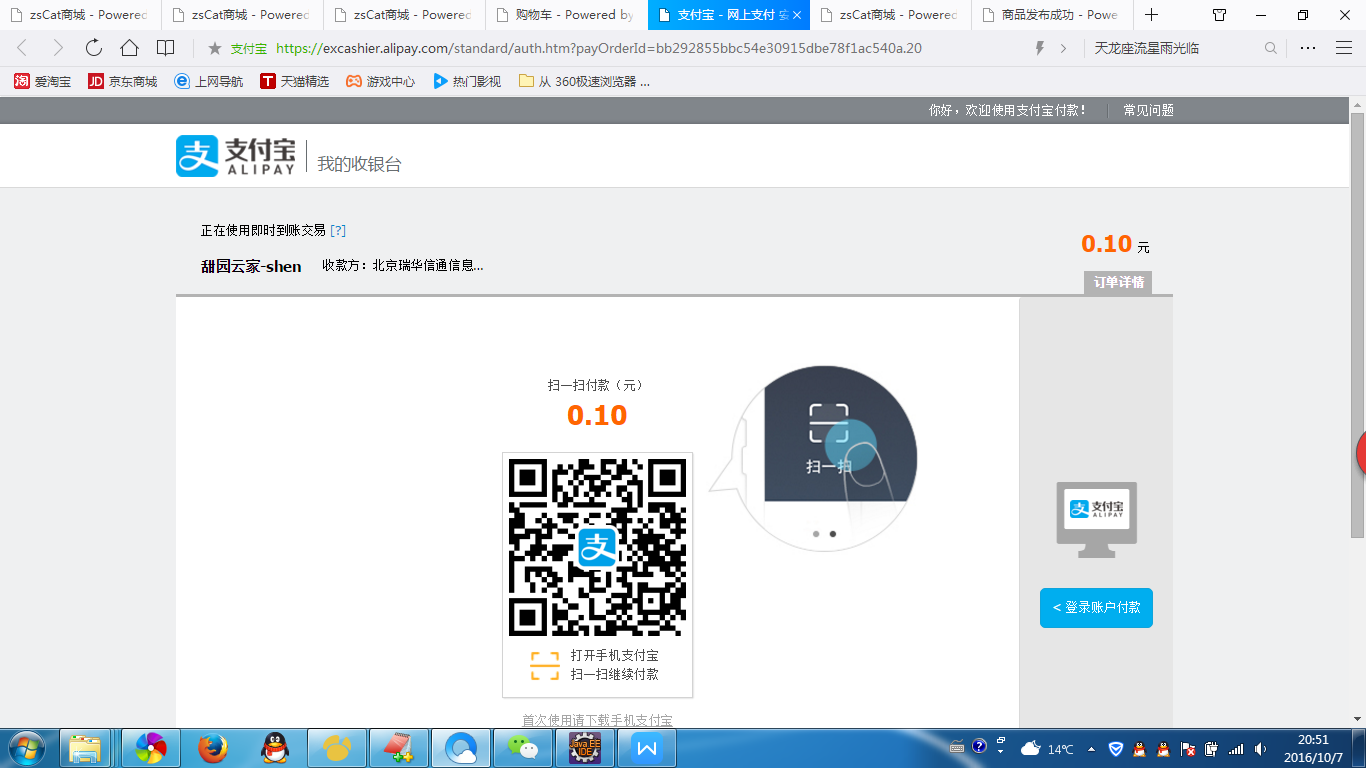 zsCat商城 - Powered
zsCat商城 - Powered
zsCat商城 - Powered
购物车 - Powered by
支付宝 - 网上支付 安
zsCat商城 - Powered
商品发布成功 - Powe
支付宝 https://excashier.alipay.com/standard/auth.htm?payOrderId=bb292855bbc54e30915dbe78f1ac540a.20
天龙座流星雨光临
淘 爱淘宝
JD 京东商城
上网导航
T 天猫精选
游戏中心
热门影视
从 360极速浏览器 ...
你好，欢迎使用支付宝付款！
常见问题
支 支付宝 ALIPAY
我的收银台
正在使用即时到账交易 [?]
0.10 元
甜园云家-shen 收款方：北京瑞华信通信息...
订单详情
扫一扫付款（元）
0.10
扫一扫
支
支 支付宝 ALIPAY
< 登录账户付款
打开手机支付宝
扫一扫继续付款
首次使用请下载手机支付宝
Java EE
IDE
W
14℃
20:51
2016/10/7